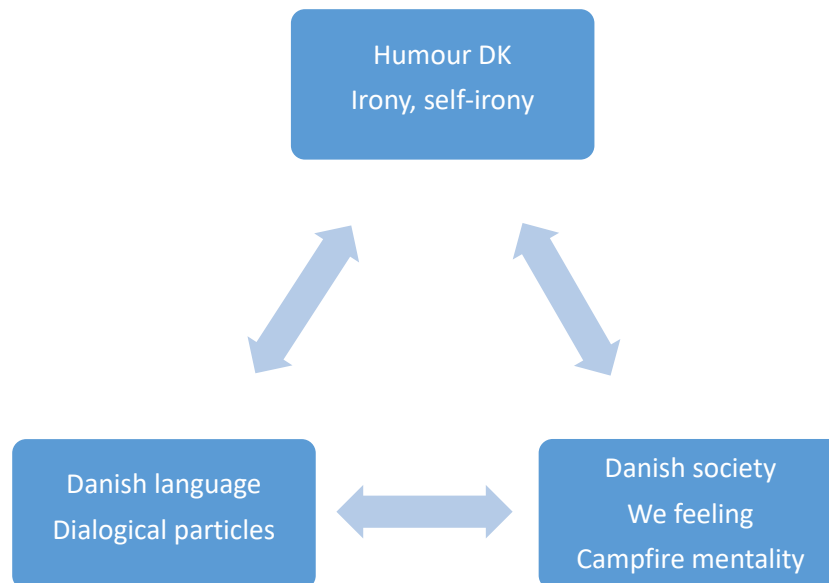 Humour DK
Irony, self-irony
Danish language
Dialogical particles
Danish society
We feeling
Campfire mentality